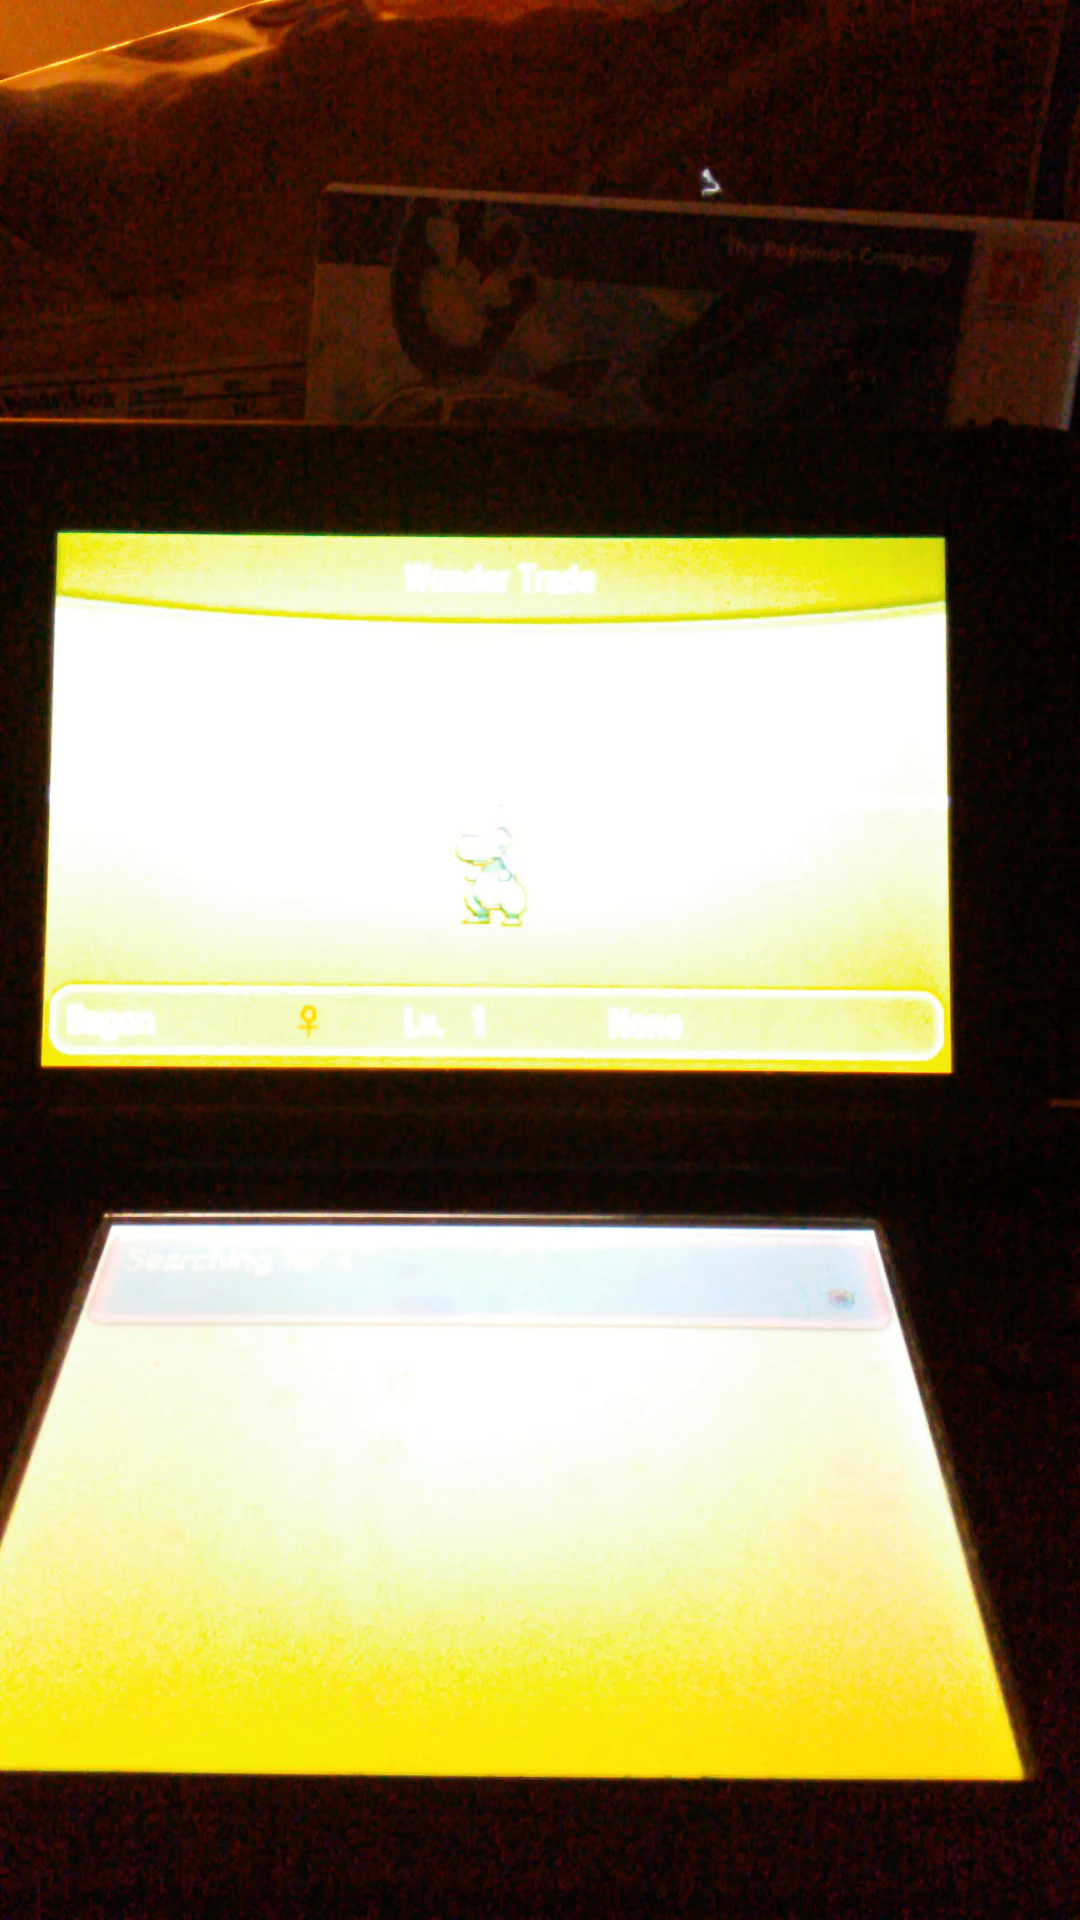 The Pokémon Company
Wonder Trade
Bagon ♀ Lv. 1 None
Searching for a